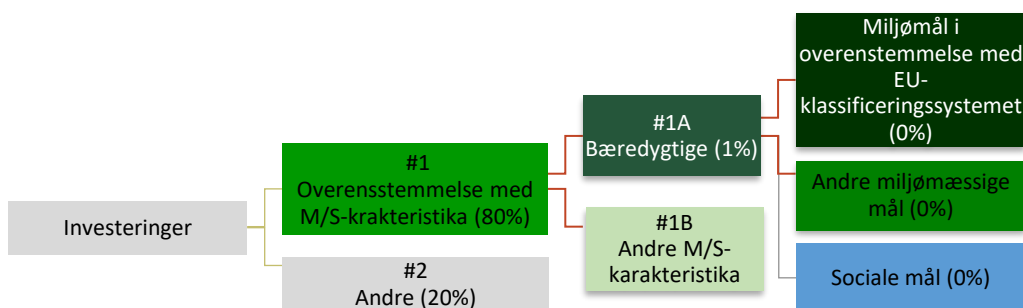 Investeringer
#1
Overensstemmelse med
M/S-krakteristika (80%)
#2
Andre (20%)
#1A
Bæredygtige (1%)
#1B
Andre M/S-
karakteristika
Miljømål i
overenstemmelse med
EU-
klassificeringssystemet
(0%)
Andre miljømæssige
mål (0%)
Sociale mål (0%)